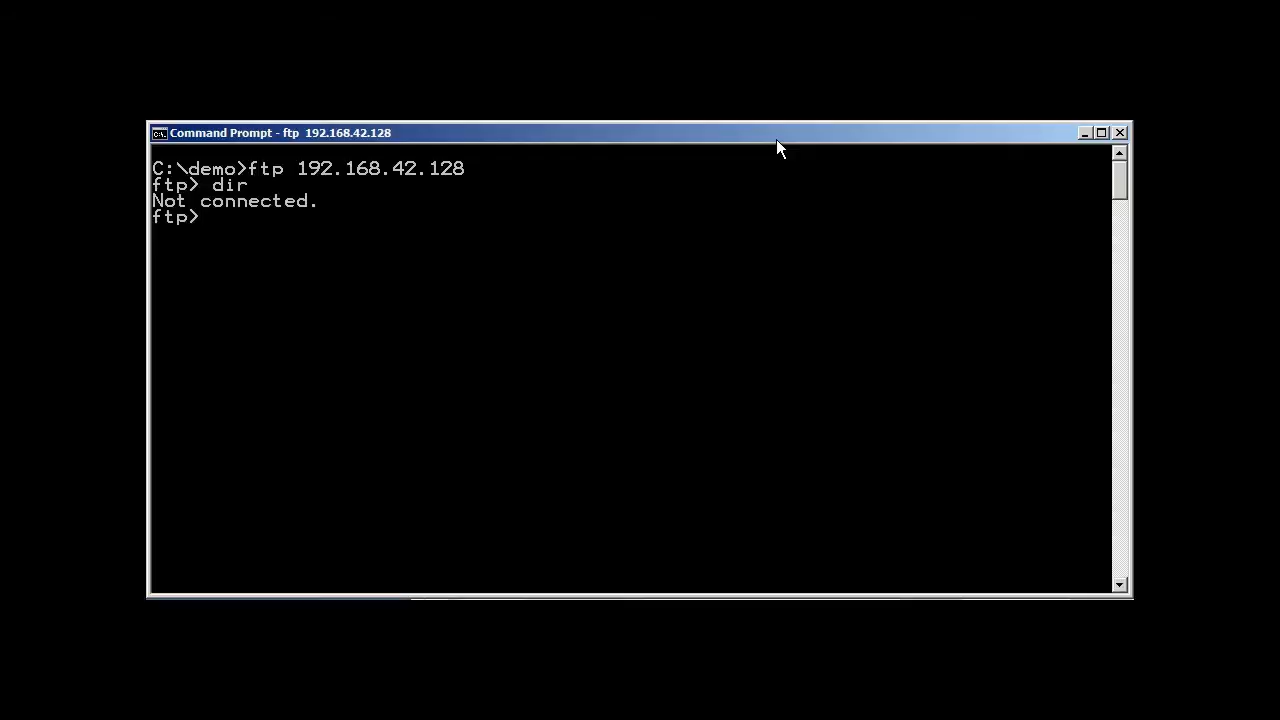 Command Prompt - ftp 192.168.42.128
C:\demo>ftp 192.168.42.128
ftp> dir
Not connected.
ftp>